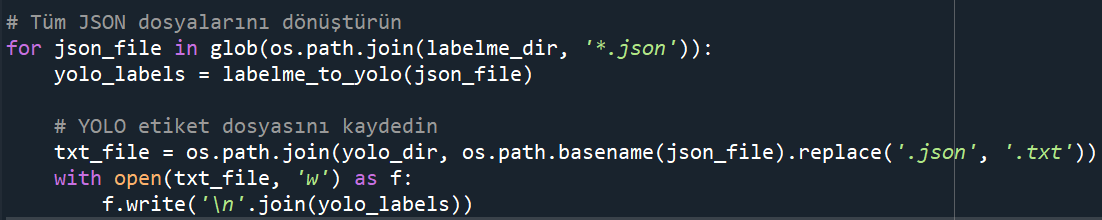 # Tüm JSON dosyalarını dönüştürün
for json_file in glob(os.path.join(labelme_dir, '*.json')):
    yolo_labels = labelme_to_yolo(json_file)

    # YOLO etiket dosyasını kaydedin
    txt_file = os.path.join(yolo_dir, os.path.basename(json_file).replace('.json', '.txt'))
    with open(txt_file, 'w') as f:
        f.write('\n'.join(yolo_labels))